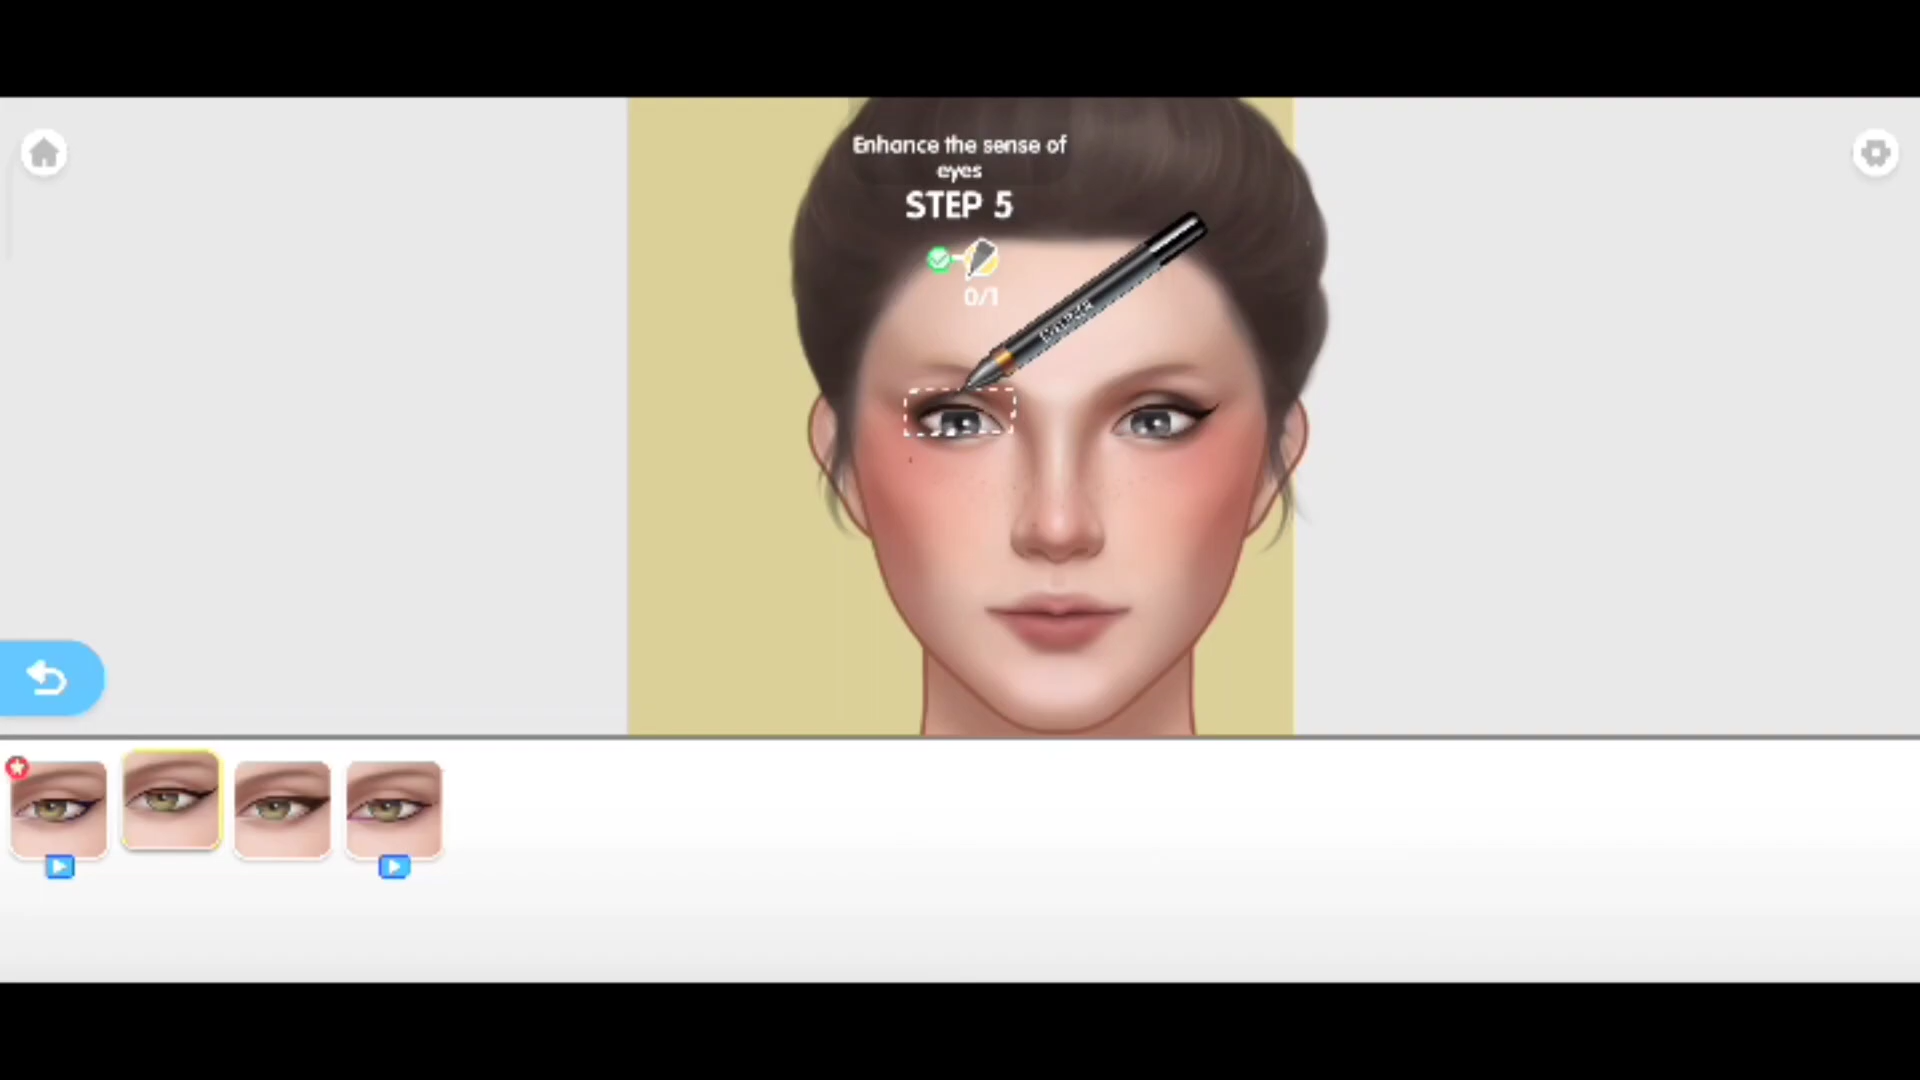 Enhance the sense of
eyes
STEP 5
0/1